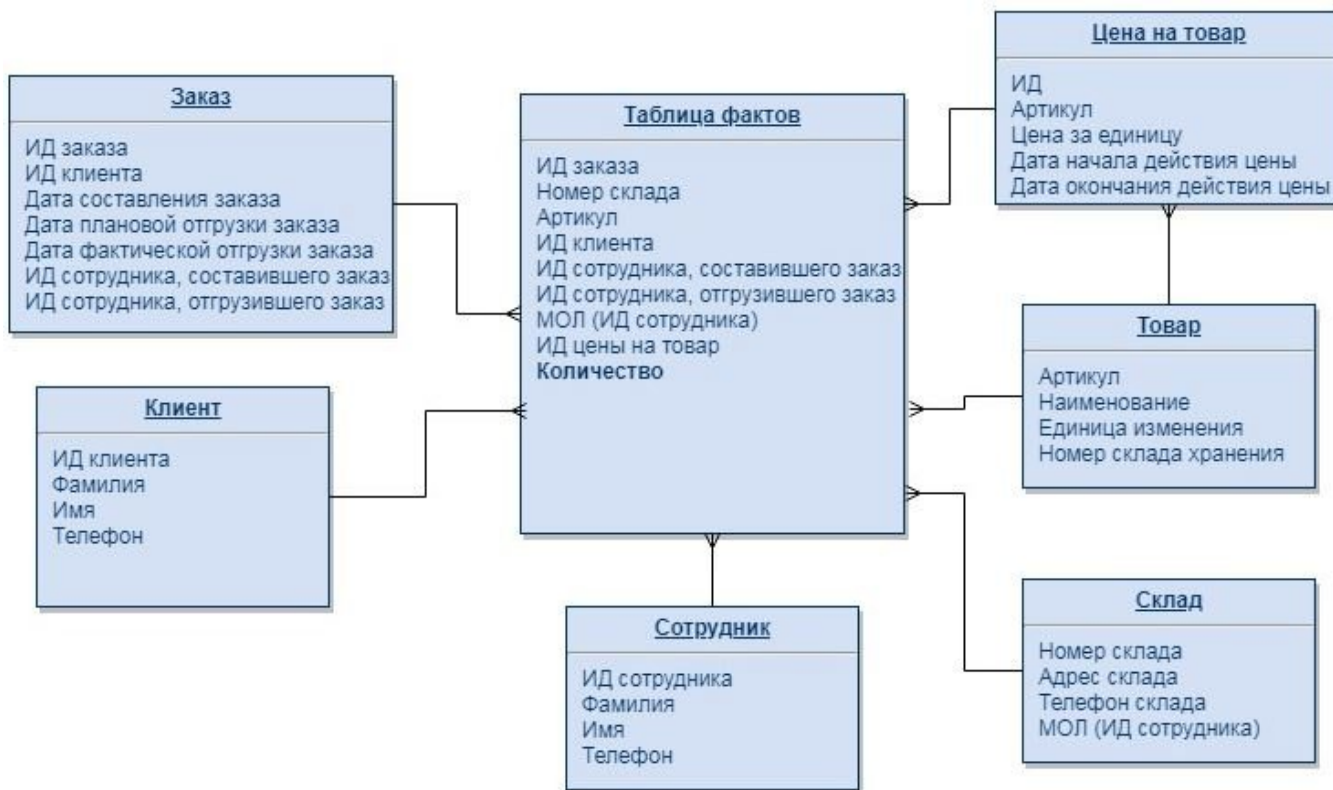 Заказ
ИД заказа
ИД клиента
Дата составления заказа
Дата плановой отгрузки заказа
Дата фактической отгрузки заказа
ИД сотрудника, составившего заказ
ИД сотрудника, отгрузившего заказ
Клиент
ИД клиента
Фамилия
Имя
Телефон
Таблица фактов
ИД заказа
Номер склада
Артикул
ИД клиента
ИД сотрудника, составившего заказ
ИД сотрудника, отгрузившего заказ
МОЛ (ИД сотрудника)
ИД цены на товар
Количество
Сотрудник
ИД сотрудника
Фамилия
Имя
Телефон
Цена на товар
ИД
Артикул
Цена за единицу
Дата начала действия цены
Дата окончания действия цены
Товар
Артикул
Наименование
Единица изменения
Номер склада хранения
Склад
Номер склада
Адрес склада
Телефон склада
МОЛ (ИД сотрудника)